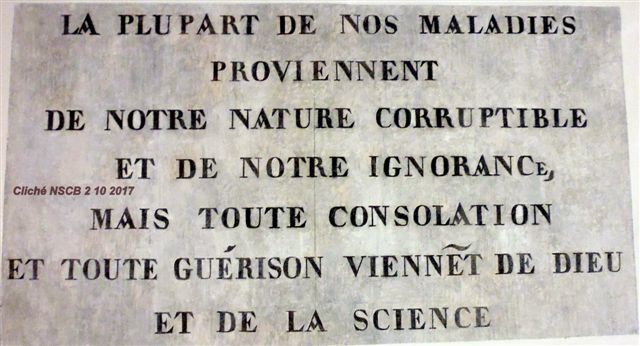 LA PLUPART DE NOS MALADIES
PROVIENNENT
DE NOTRE NATURE CORRUPTIBLE
ET DE NOTRE IGNORANCE,
Cliché NSCB 2 10 2017
MAIS TOUTE CONSOLATION
ET TOUTE GUÉRISON VIENNE͠T DE DIEU
ET DE LA SCIENCE